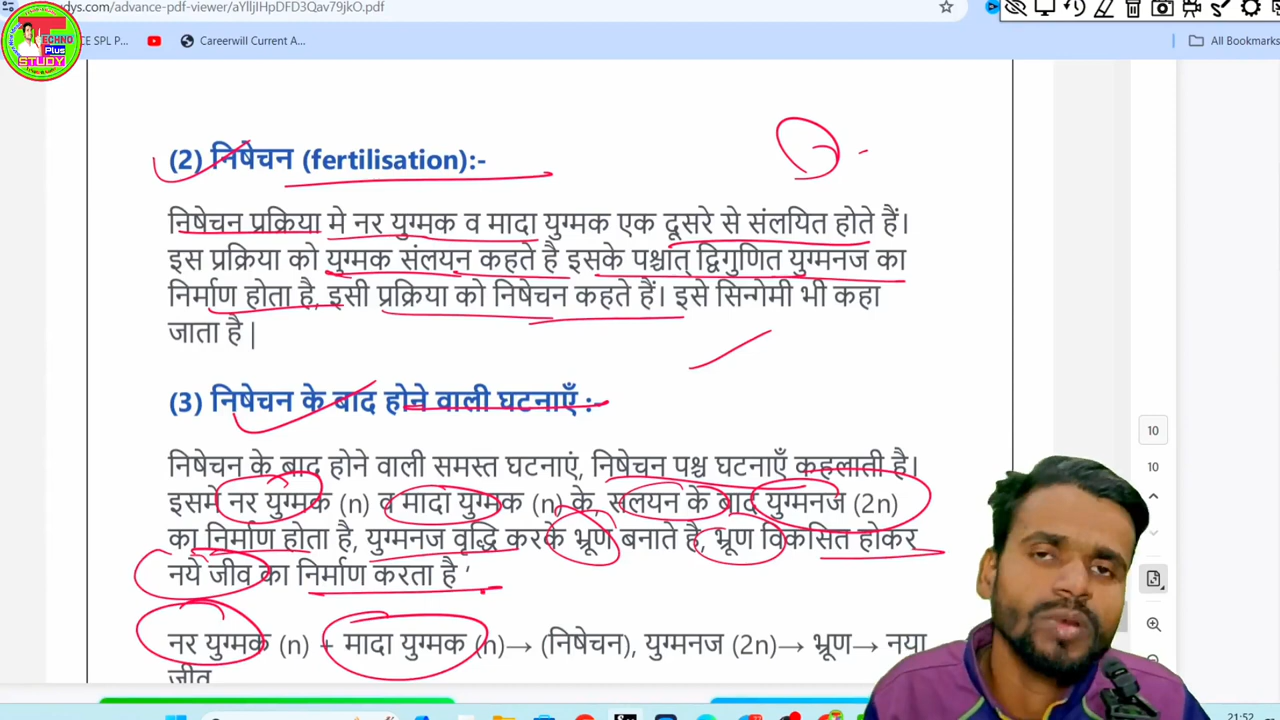 dys.com/advance-pdf-viewer/aYlljIHpDFD3Qav79jkO.pdf
TECHNO
Plus
STUDY
CE SPL P...
Careerwill Current A...
All Bookmarks
(2) निषेचन (fertilisation):-
निषेचन प्रक्रिया मे नर युग्मक व मादा युग्मक एक दूसरे से संलयित होते हैं।
इस प्रक्रिया को युग्मक संलयन कहते है इसके पश्चात् द्विगुणित युग्मनज का
निर्माण होता है, इसी प्रक्रिया को निषेचन कहते हैं। इसे सिन्गेमी भी कहा
जाता है |
(3) निषेचन के बाद होने वाली घटनाएँ :-
निषेचन के बाद होने वाली समस्त घटनाएं, निषेचन पश्च घटनाएँ कहलाती है।
इसमे नर युग्मक (n) व मादा युग्मक (n) के, सलयन के बाद युग्मनज (2n)
का निर्माण होता है, युग्मनज वृद्धि करके भ्रूण बनाते है, भ्रूण विकसित होकर
नये जीव का निर्माण करता है '
नर युग्मक (n) + मादा युग्मक (n)→ (निषेचन), युग्मनज (2n)→ भ्रूण→ नया
जीव
10
10
21:52